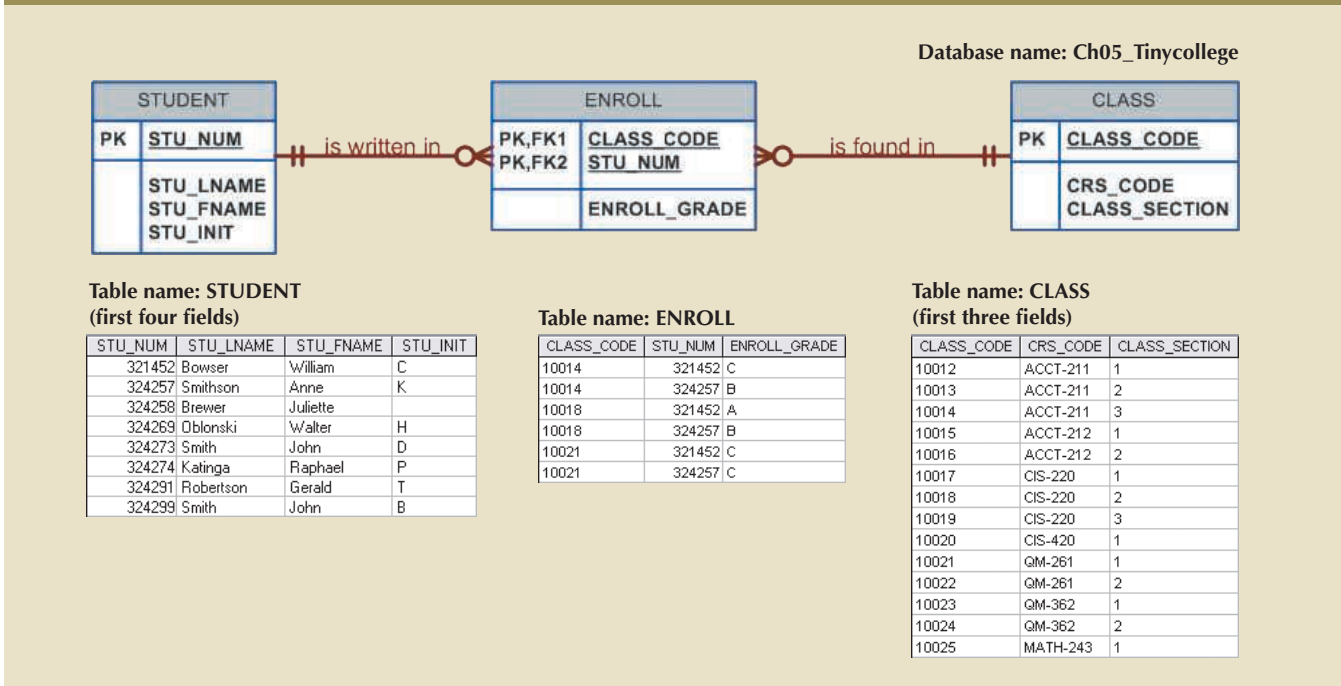 Database name: Ch05_Tinycollege
STUDENT
PK STU_NUM
STU_LNAME
STU_FNAME
STU_INIT
is written in
ENROLL
PK,FK1 CLASS_CODE
PK,FK2 STU_NUM
ENROLL_GRADE
is found in
CLASS
PK CLASS_CODE
CRS_CODE
CLASS_SECTION
Table name: STUDENT
(first four fields)
STU_NUM STU_LNAME STU_FNAME STU_INIT
321452 Bowser William C
324257 Smithson Anne K
324258 Brewer Juliette
324269 Oblonski Walter H
324273 Smith John D
324274 Katinga Raphael P
324291 Robertson Gerald T
324299 Smith John B
Table name: ENROLL
CLASS_CODE STU_NUM ENROLL_GRADE
10014 321452 C
10014 324257 B
10018 321452 A
10018 324257 B
10021 321452 C
10021 324257 C
Table name: CLASS
(first three fields)
CLASS_CODE CRS_CODE CLASS_SECTION
10012 ACCT-211 1
10013 ACCT-211 2
10014 ACCT-211 3
10015 ACCT-212 1
10016 ACCT-212 2
10017 CIS-220 1
10018 CIS-220 2
10019 CIS-220 3
10020 CIS-420 1
10021 QM-261 1
10022 QM-261 2
10023 QM-362 1
10024 QM-362 2
10025 MATH-243 1